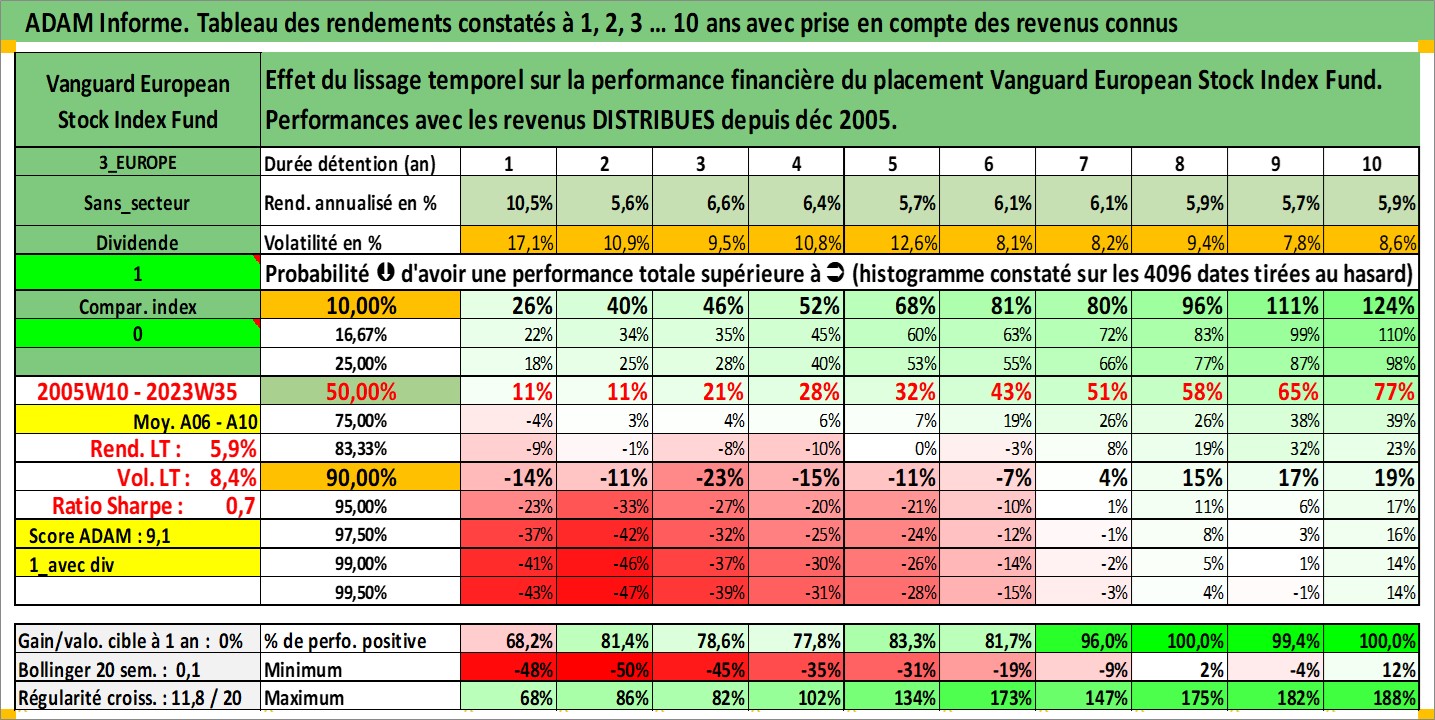 ADAM Informe. Tableau des rendements constatés à 1, 2, 3 ... 10 ans avec prise en compte des revenus connus
Vanguard European Stock Index Fund
Effet du lissage temporel sur la performance financière du placement Vanguard European Stock Index Fund.
Performances avec les revenus DISTRIBUES depuis déc 2005.
3_EUROPE Durée détention (an) 1 2 3 4 5 6 7 8 9 10
Sans_secteur Rend. annualisé en % 10,5% 5,6% 6,6% 6,4% 5,7% 6,1% 6,1% 5,9% 5,7% 5,9%
Dividende Volatilité en % 17,1% 10,9% 9,5% 10,8% 12,6% 8,1% 8,2% 9,4% 7,8% 8,6%
1 Probabilité ⬇ d'avoir une performance totale supérieure à ➲ (histogramme constaté sur les 4096 dates tirées au hasard)
Compar. index 10,00% 26% 40% 46% 52% 68% 81% 80% 96% 111% 124%
0 16,67% 22% 34% 35% 45% 60% 63% 72% 83% 99% 110%
25,00% 18% 25% 28% 40% 53% 55% 66% 77% 87% 98%
2005W10 - 2023W35 50,00% 11% 11% 21% 28% 32% 43% 51% 58% 65% 77%
Moy. A06 - A10 75,00% -4% 3% 4% 6% 7% 19% 26% 26% 38% 39%
Rend. LT : 5,9% 83,33% -9% -1% -8% -10% 0% -3% 8% 19% 32% 23%
Vol. LT : 8,4% 90,00% -14% -11% -23% -15% -11% -7% 4% 15% 17% 19%
Ratio Sharpe : 0,7 95,00% -23% -33% -27% -20% -21% -10% 1% 11% 6% 17%
Score ADAM : 9,1 97,50% -37% -42% -32% -25% -24% -12% -1% 8% 3% 16%
1_avec div 99,00% -41% -46% -37% -30% -26% -14% -2% 5% 1% 14%
99,50% -43% -47% -39% -31% -28% -15% -3% 4% -1% 14%
Gain/valo. cible à 1 an : 0% % de perfo. positive 68,2% 81,4% 78,6% 77,8% 83,3% 81,7% 96,0% 100,0% 99,4% 100,0%
Bollinger 20 sem. : 0,1 Minimum -48% -50% -45% -35% -31% -19% -9% 2% -4% 12%
Régularité croiss. : 11,8 / 20 Maximum 68% 86% 82% 102% 134% 173% 147% 175% 182% 188%